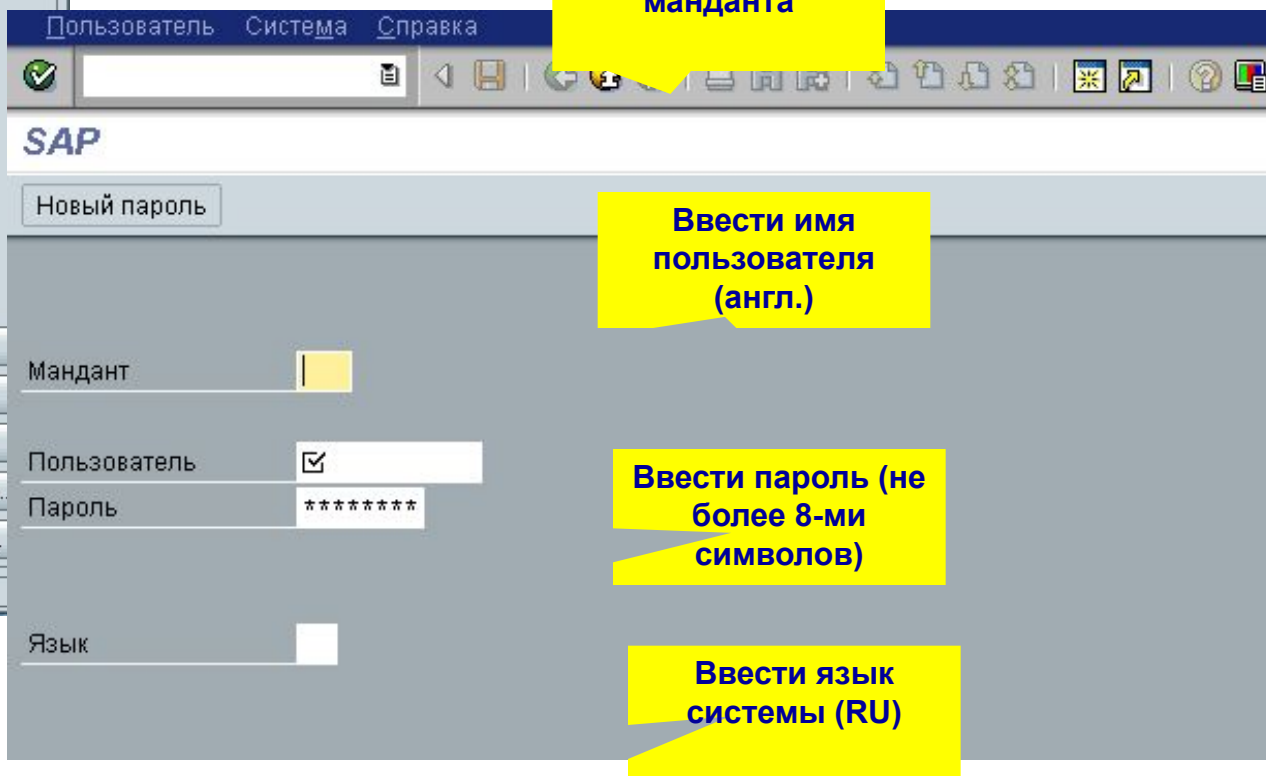 манданта
Пользователь Система Справка
SAP
Новый пароль
Ввести имя
пользователя
(англ.)
Мандант
Пользователь
Пароль ********
Ввести пароль (не
более 8-ми
символов)
Язык
Ввести язык
системы (RU)